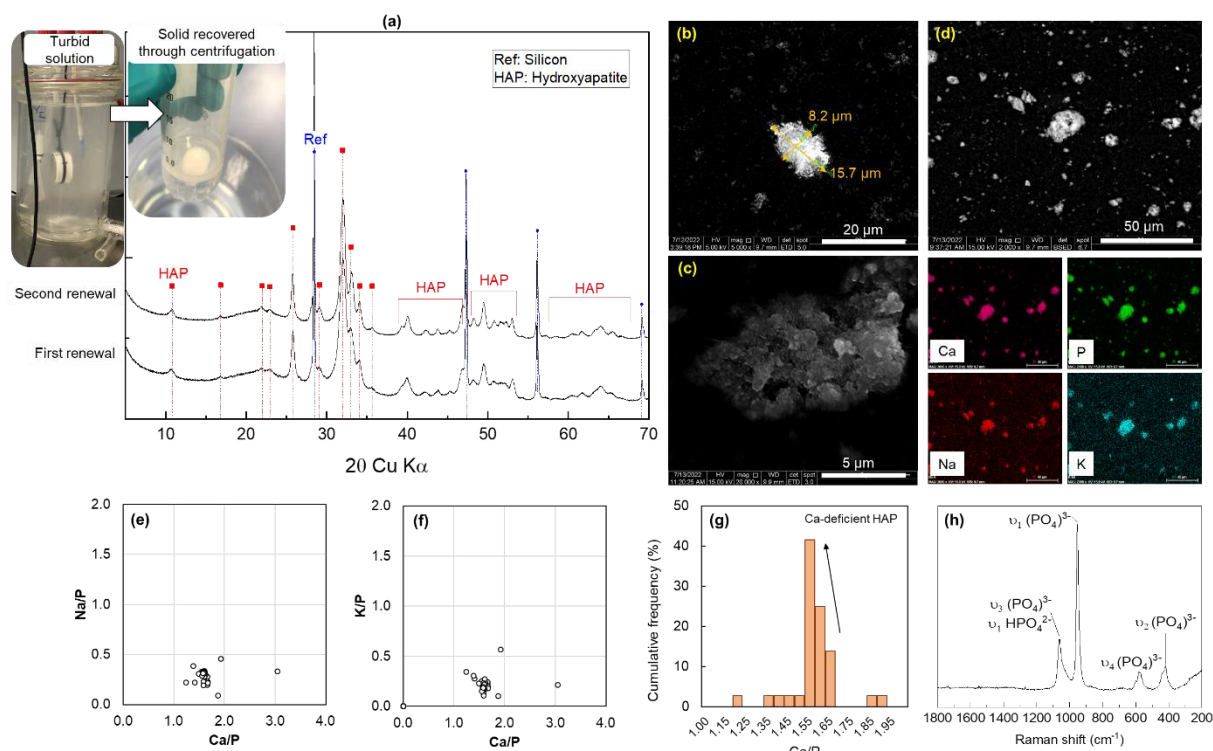 (a)
Turbid
solution
Solid recovered
through centrifugation
Ref: Silicon
HAP: Hydroxyapatite
Ref
HAP
HAP
HAP
HAP
Second renewal
First renewal
10 20 30 40 50 60 70
2θ Cu Kα
(b)
8.2 µm
15.7 µm
20 µm
(c)
5 µm
(d)
50 µm
Ca
P
Na
K
(e)
Na/P
2.0
1.5
1.0
0.5
0.0
0.0 1.0 2.0 3.0 4.0
Ca/P
(f)
K/P
2.0
1.5
1.0
0.5
0.0
0.0 1.0 2.0 3.0 4.0
Ca/P
(g)
Ca-deficient HAP
Cumulative frequency (%)
50
40
30
20
10
0
1.00 1.15 1.25 1.35 1.45 1.55 1.65 1.75 1.85 1.95
(h)
υ1 (PO4)3-
υ3 (PO4)3-
υ1 HPO42-
υ2 (PO4)3-
υ4 (PO4)3-
1800 1400 1000 800 600 400 200
Raman shift (cm-1)